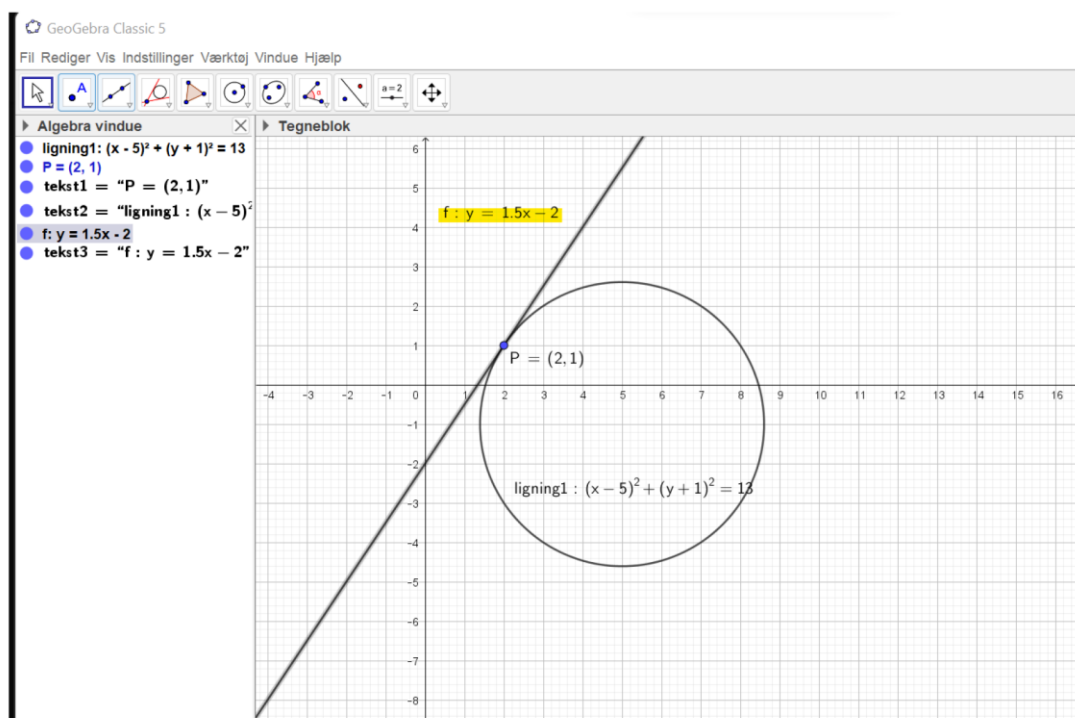 GeoGebra Classic 5
Fil Rediger Vis Indstillinger Værktøj Vindue Hjælp
A
a=2
Algebra vindue
Tegneblok
ligning1: (x - 5)² + (y + 1)² = 13
P = (2, 1)
tekst1 = “P = (2,1)”
tekst2 = “ligning1 : (x − 5)²
f: y = 1.5x - 2
tekst3 = “f : y = 1.5x − 2”
6
f : y = 1.5x − 2
5
4
3
2
1
P = (2,1)
-4 -3 -2 -1 0 1 2 3 4 5 6 7 8 9 10 11 12 13 14 15 16
-1
-2
ligning1 : (x − 5)² + (y + 1)² = 13
-3
-4
-5
-6
-7
-8